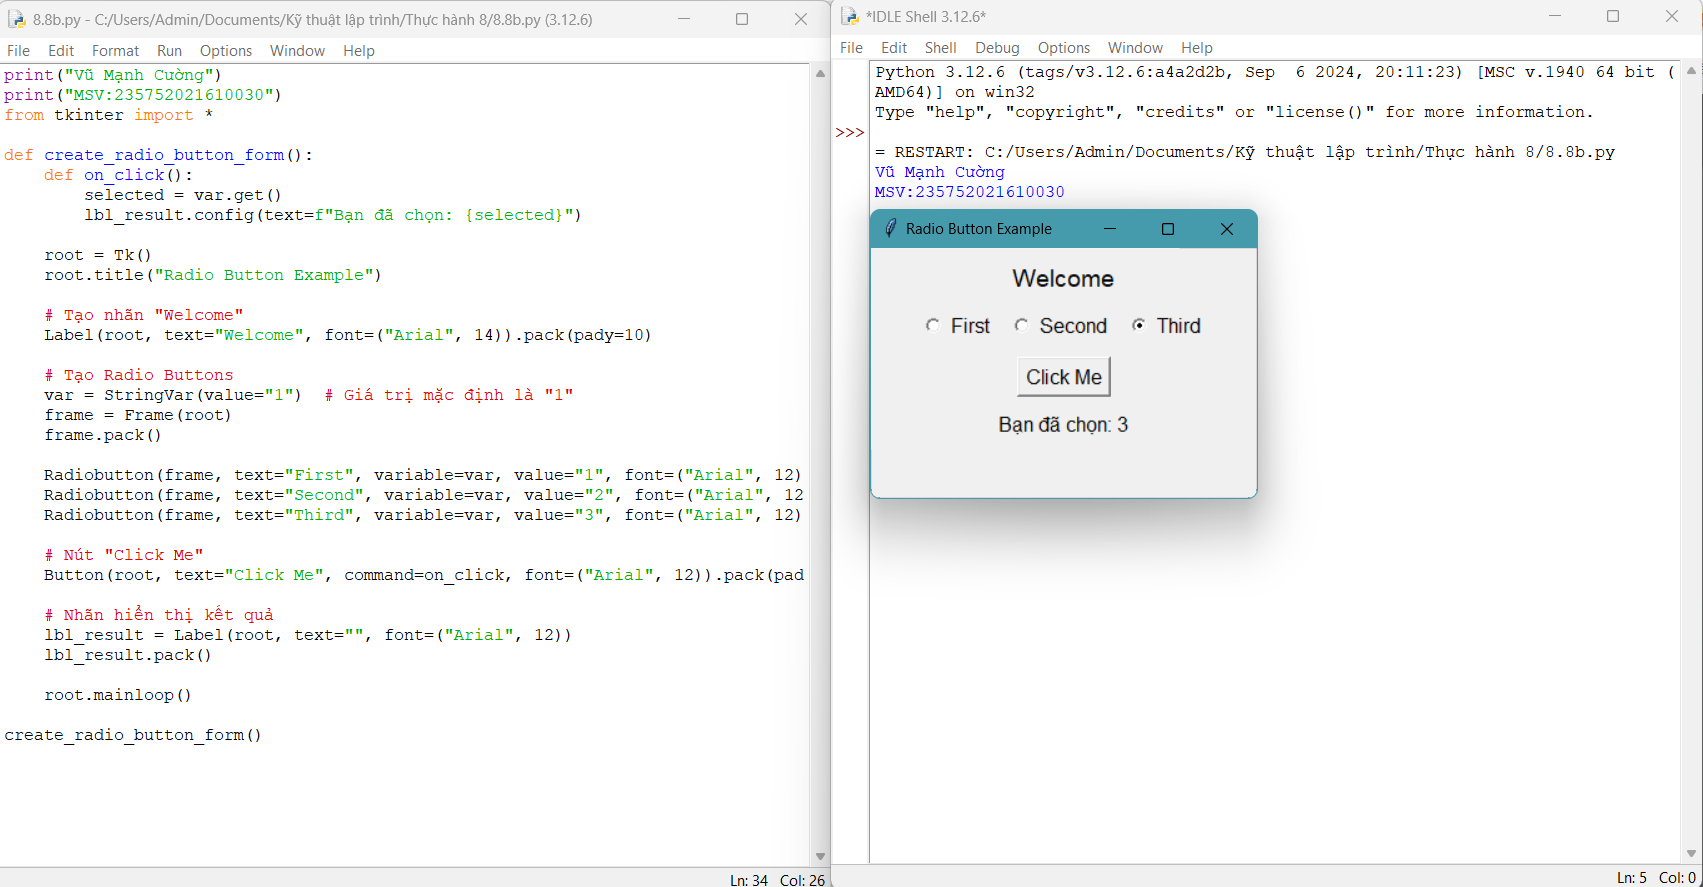 8.8b.py - C:/Users/Admin/Documents/Kỹ thuật lập trình/Thực hành 8/8.8b.py (3.12.6)
File Edit Format Run Options Window Help
print("Vũ Mạnh Cường")
print("MSV:235752021610030")
from tkinter import *
def create_radio_button_form():
    def on_click():
        selected = var.get()
        lbl_result.config(text=f"Bạn đã chọn: {selected}")
    root = Tk()
    root.title("Radio Button Example")
    # Tạo nhãn "Welcome"
    Label(root, text="Welcome", font=("Arial", 14)).pack(pady=10)
    # Tạo Radio Buttons
    var = StringVar(value="1")  # Giá trị mặc định là "1"
    frame = Frame(root)
    frame.pack()
    Radiobutton(frame, text="First", variable=var, value="1", font=("Arial", 12)
    Radiobutton(frame, text="Second", variable=var, value="2", font=("Arial", 12
    Radiobutton(frame, text="Third", variable=var, value="3", font=("Arial", 12)
    # Nút "Click Me"
    Button(root, text="Click Me", command=on_click, font=("Arial", 12)).pack(pad
    # Nhãn hiển thị kết quả
    lbl_result = Label(root, text="", font=("Arial", 12))
    lbl_result.pack()
    root.mainloop()
create_radio_button_form()
Ln: 34 Col: 26
*IDLE Shell 3.12.6*
File Edit Shell Debug Options Window Help
Python 3.12.6 (tags/v3.12.6:a4a2d2b, Sep  6 2024, 20:11:23) [MSC v.1940 64 bit (
AMD64)] on win32
Type "help", "copyright", "credits" or "license()" for more information.
>>>
= RESTART: C:/Users/Admin/Documents/Kỹ thuật lập trình/Thực hành 8/8.8b.py
Vũ Mạnh Cường
MSV:235752021610030
Radio Button Example
Welcome
First Second Third
Click Me
Bạn đã chọn: 3
Ln: 5 Col: 0